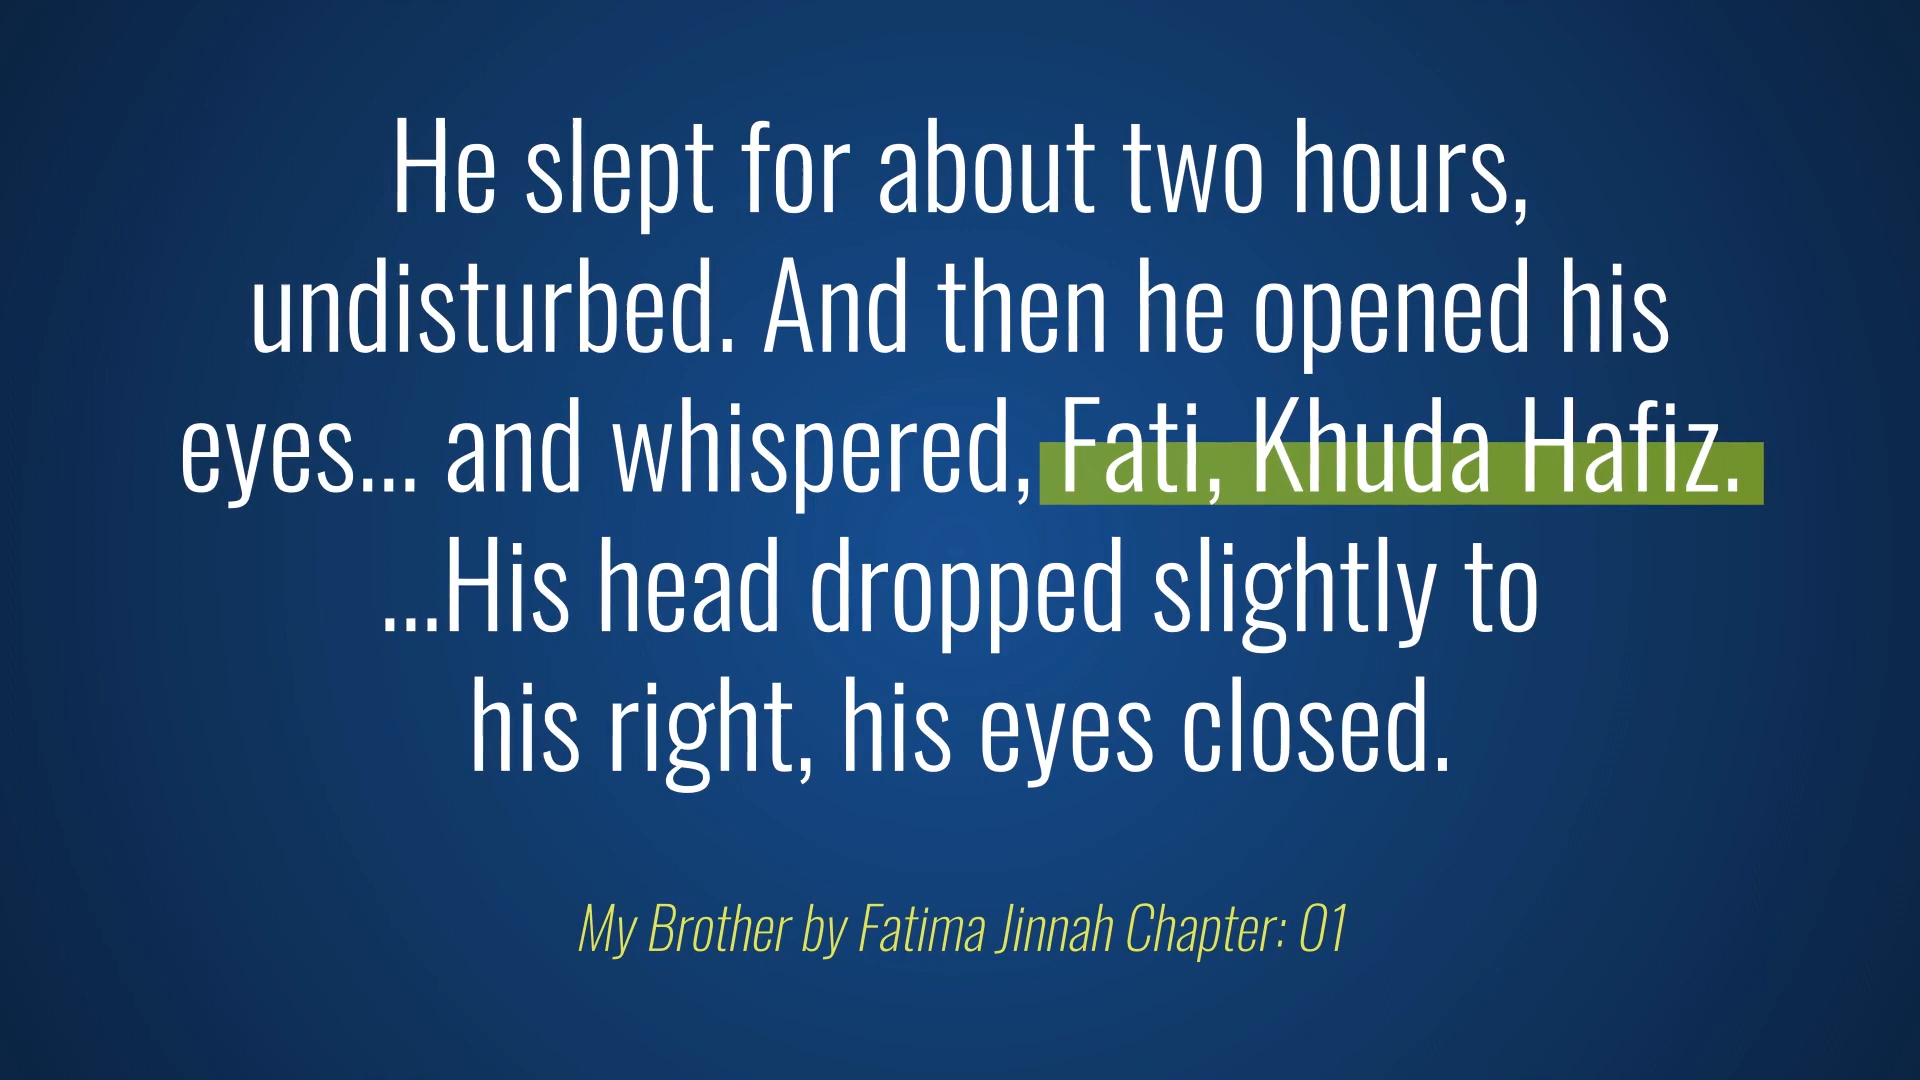 He slept for about two hours,
undisturbed. And then he opened his
eyes... and whispered, Fati, Khuda Hafiz.
...His head dropped slightly to
his right, his eyes closed.
My Brother by Fatima Jinnah Chapter: 01